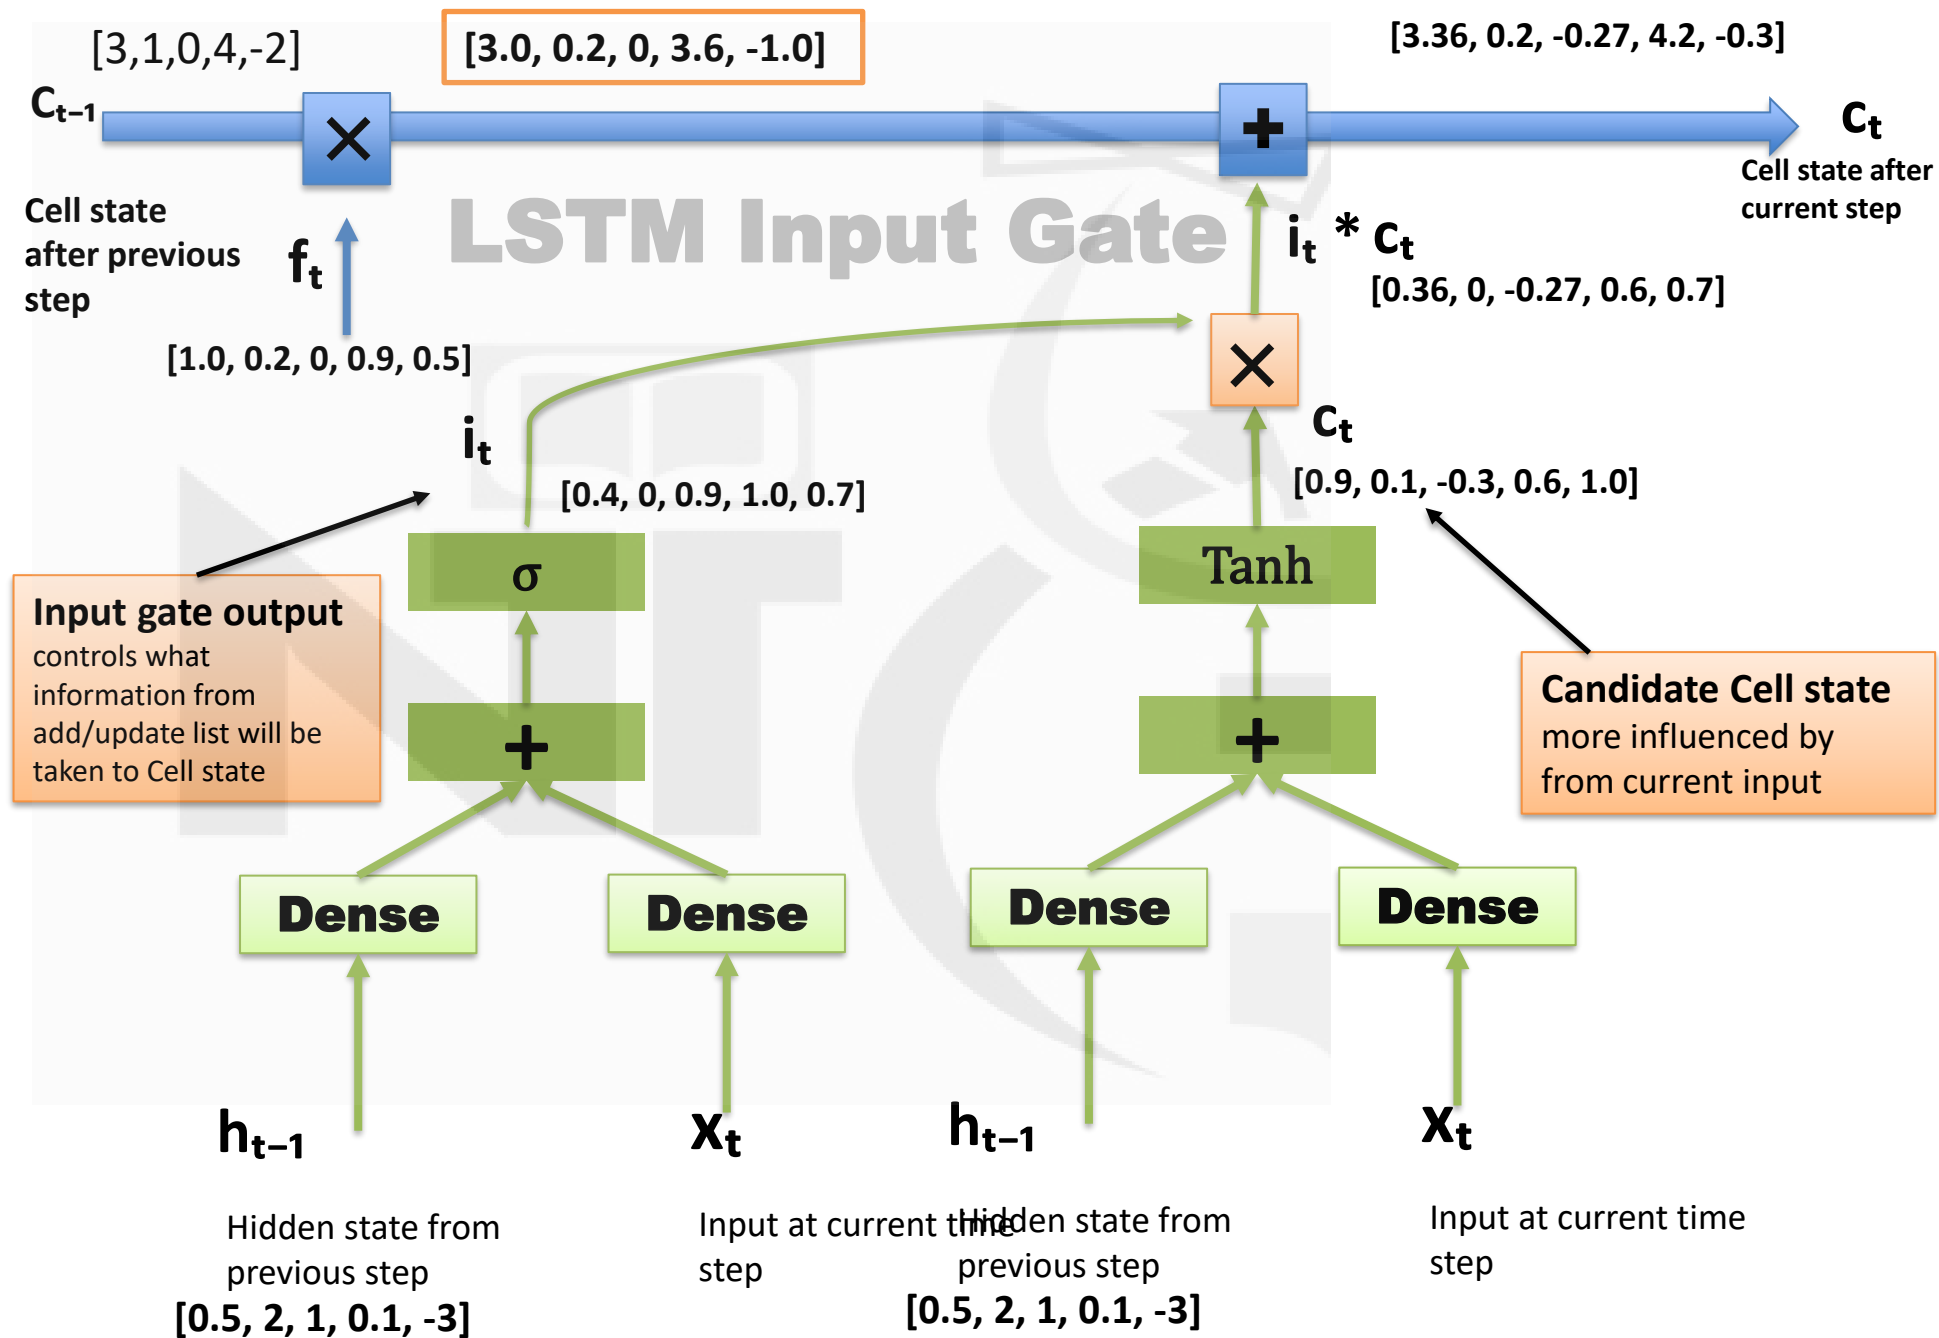 [3,1,0,4,-2]
[3.0, 0.2, 0, 3.6, -1.0]
[3.36, 0.2, -0.27, 4.2, -0.3]
Cₜ₋₁
×
+
cₜ
Cell state after
current step
Cell state
after previous
step
fₜ
LSTM Input Gate
iₜ * cₜ
[0.36, 0, -0.27, 0.6, 0.7]
[1.0, 0.2, 0, 0.9, 0.5]
×
iₜ
cₜ
[0.4, 0, 0.9, 1.0, 0.7]
[0.9, 0.1, -0.3, 0.6, 1.0]
σ
Tanh
Input gate output
controls what
information from
add/update list will be
taken to Cell state
+
+
Candidate Cell state
more influenced by
from current input
Dense
Dense
Dense
Dense
hₜ₋₁
xₜ
hₜ₋₁
xₜ
Hidden state from
previous step
[0.5, 2, 1, 0.1, -3]
Input at current time
step
Hidden state from
previous step
[0.5, 2, 1, 0.1, -3]
Input at current time
step